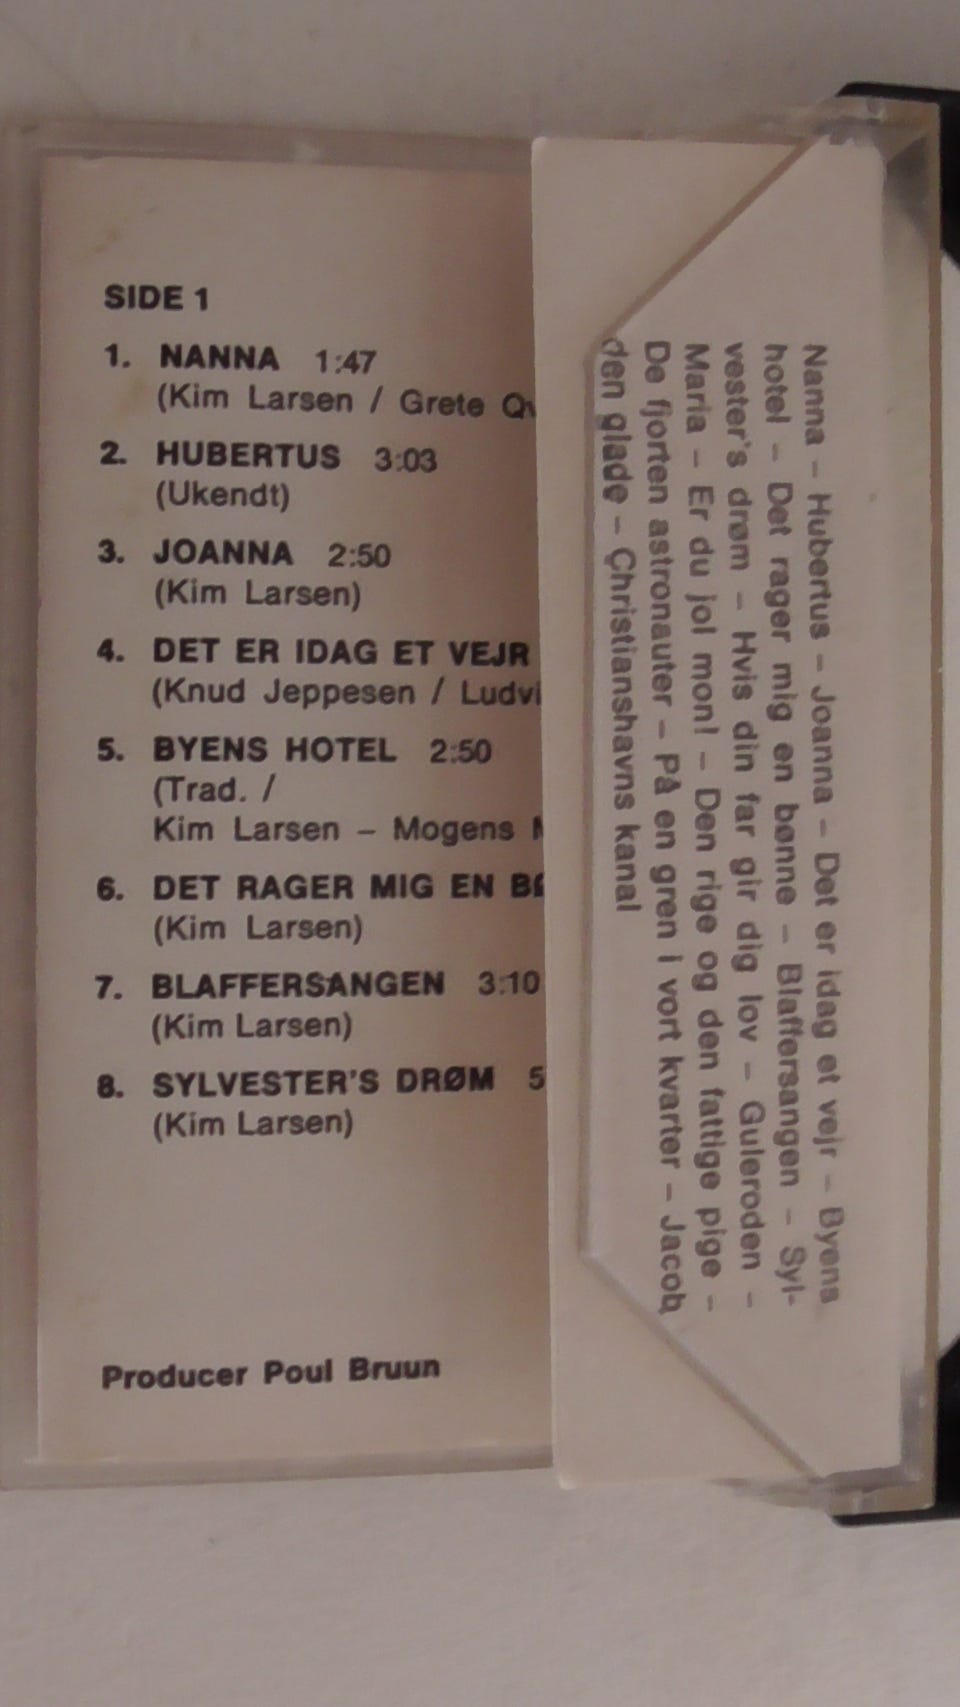 SIDE 1
1. NANNA 1:47
(Kim Larsen / Grete
2. HUBERTUS 3:03
(Ukendt)
3. JOANNA 2:50
(Kim Larsen)
4. DET ER IDAG ET VEJR
(Knud Jeppesen /
5. BYENS HOTEL 2:50
(Trad. /
Kim Larsen – Mogens
6. DET RAGER MIG EN
(Kim Larsen)
7. BLAFFERSANGEN 3:10
(Kim Larsen)
8. SYLVESTER'S DRØM
(Kim Larsen)
Producer Poul Bruun
Nanna – Hubertus – Joanna – Det er idag et vejr – Byens
hotel – Det rager mig en bønne – Blaffersangen – Syl-
vester's drøm – Hvis din far gir dig lov – Guleroden –
Maria – Er du jol mon! – Den rige og den fattige pige –
De fjorten astronauter – På en gren i vort kvarter – Jacob
den glade – Christianshavns kanal